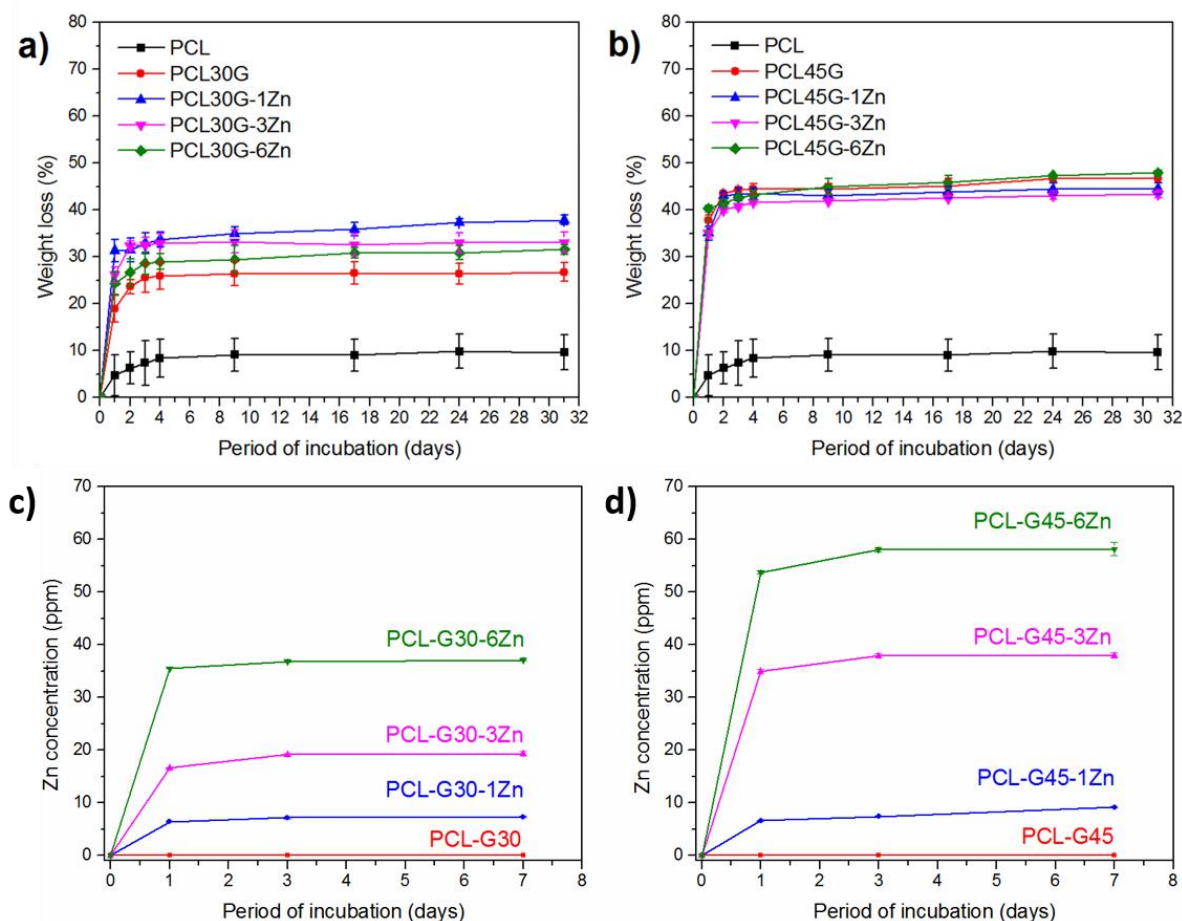 a)
PCL
PCL30G
PCL30G-1Zn
PCL30G-3Zn
PCL30G-6Zn
Weight loss (%)
80
70
60
50
40
30
20
10
0
0 2 4 6 8 10 12 14 16 18 20 22 24 26 28 30 32
Period of incubation (days)
b)
PCL
PCL45G
PCL45G-1Zn
PCL45G-3Zn
PCL45G-6Zn
Weight loss (%)
80
70
60
50
40
30
20
10
0
0 2 4 6 8 10 12 14 16 18 20 22 24 26 28 30 32
Period of incubation (days)
c)
Zn concentration (ppm)
70
60
50
40
30
20
10
0
PCL-G30-6Zn
PCL-G30-3Zn
PCL-G30-1Zn
PCL-G30
0 1 2 3 4 5 6 7 8
Period of incubation (days)
d)
Zn concentration (ppm)
70
60
50
40
30
20
10
0
PCL-G45-6Zn
PCL-G45-3Zn
PCL-G45-1Zn
PCL-G45
0 1 2 3 4 5 6 7 8
Period of incubation (days)